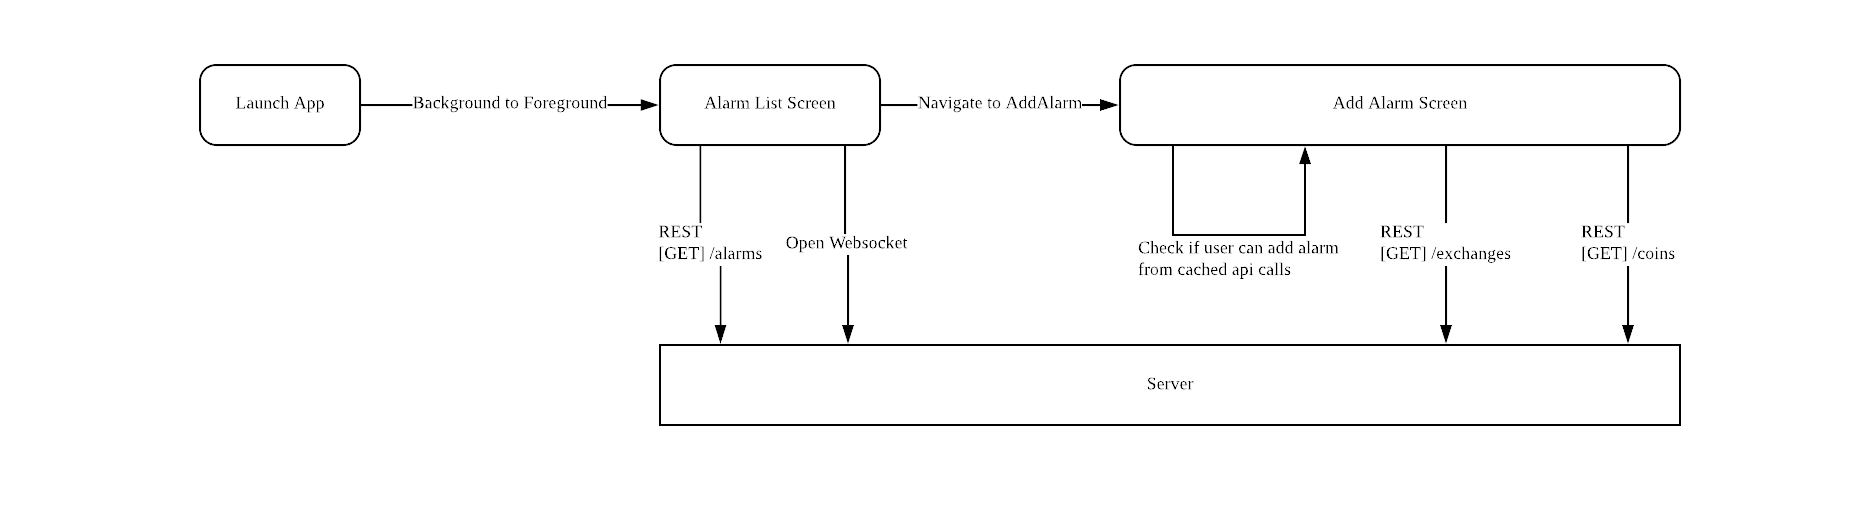 Launch App
Background to Foreground
Alarm List Screen
Navigate to AddAlarm
Add Alarm Screen
REST
[GET] /alarms
Open Websocket
Check if user can add alarm
from cached api calls
REST
[GET] /exchanges
REST
[GET] /coins
Server